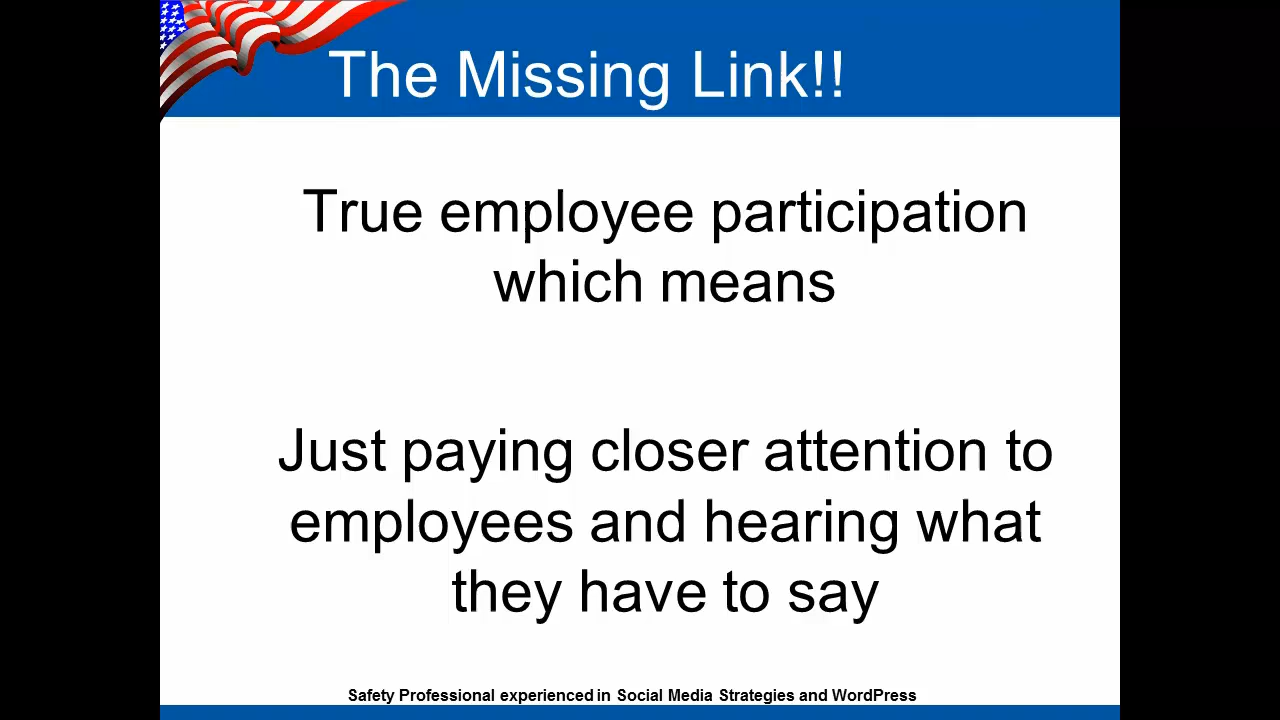 The Missing Link!!
True employee participation
which means
Just paying closer attention to
employees and hearing what
they have to say
Safety Professional experienced in Social Media Strategies and WordPress